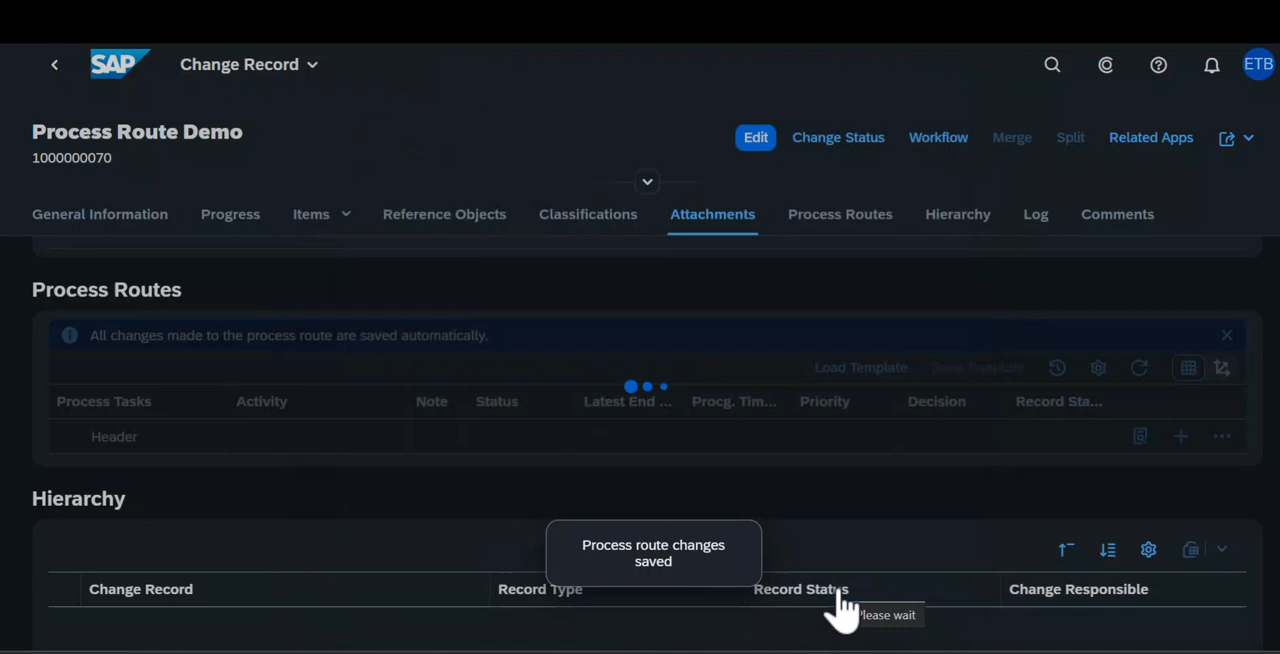 SAP
Change Record
ETB
Process Route Demo
1000000070
Edit
Change Status
Workflow
Merge
Split
Related Apps
General Information
Progress
Items
Reference Objects
Classifications
Attachments
Process Routes
Hierarchy
Log
Comments
Process Routes
All changes made to the process route are saved automatically.
Load Template
Save Template
Process Tasks
Activity
Note
Status
Latest End ...
Procg. Tim...
Priority
Decision
Record Sta...
Header
Hierarchy
Process route changes
saved
Change Record
Record Type
Record Status
Change Responsible
Please wait